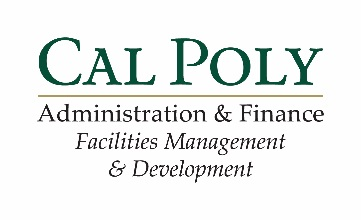 CAL POLY
Administration & Finance
Facilities Management
& Development